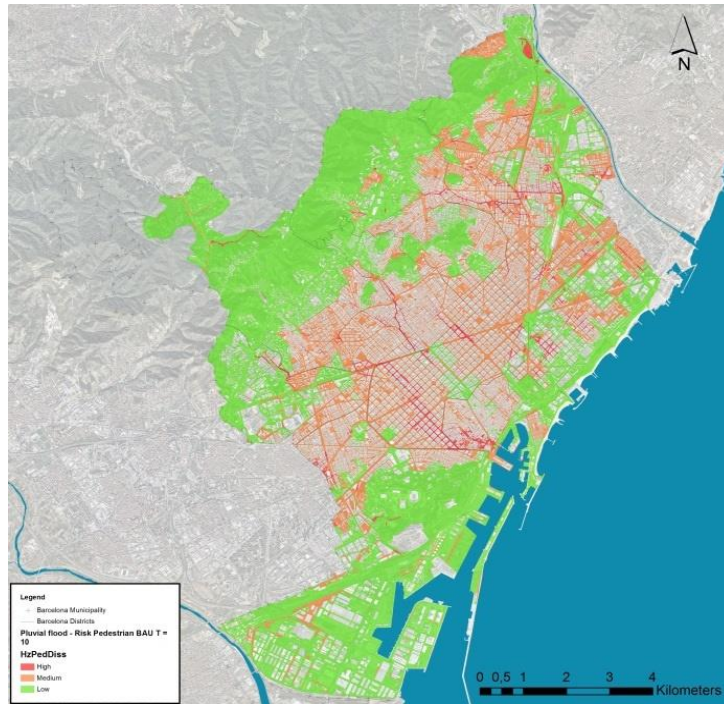 N
Legend
Barcelona Municipality
Barcelona Districts
Pluvial flood - Risk Pedestrian BAU T =
10
HzPedDiss
High
Medium
Low
0 0,5 1 2 3 4
Kilometers